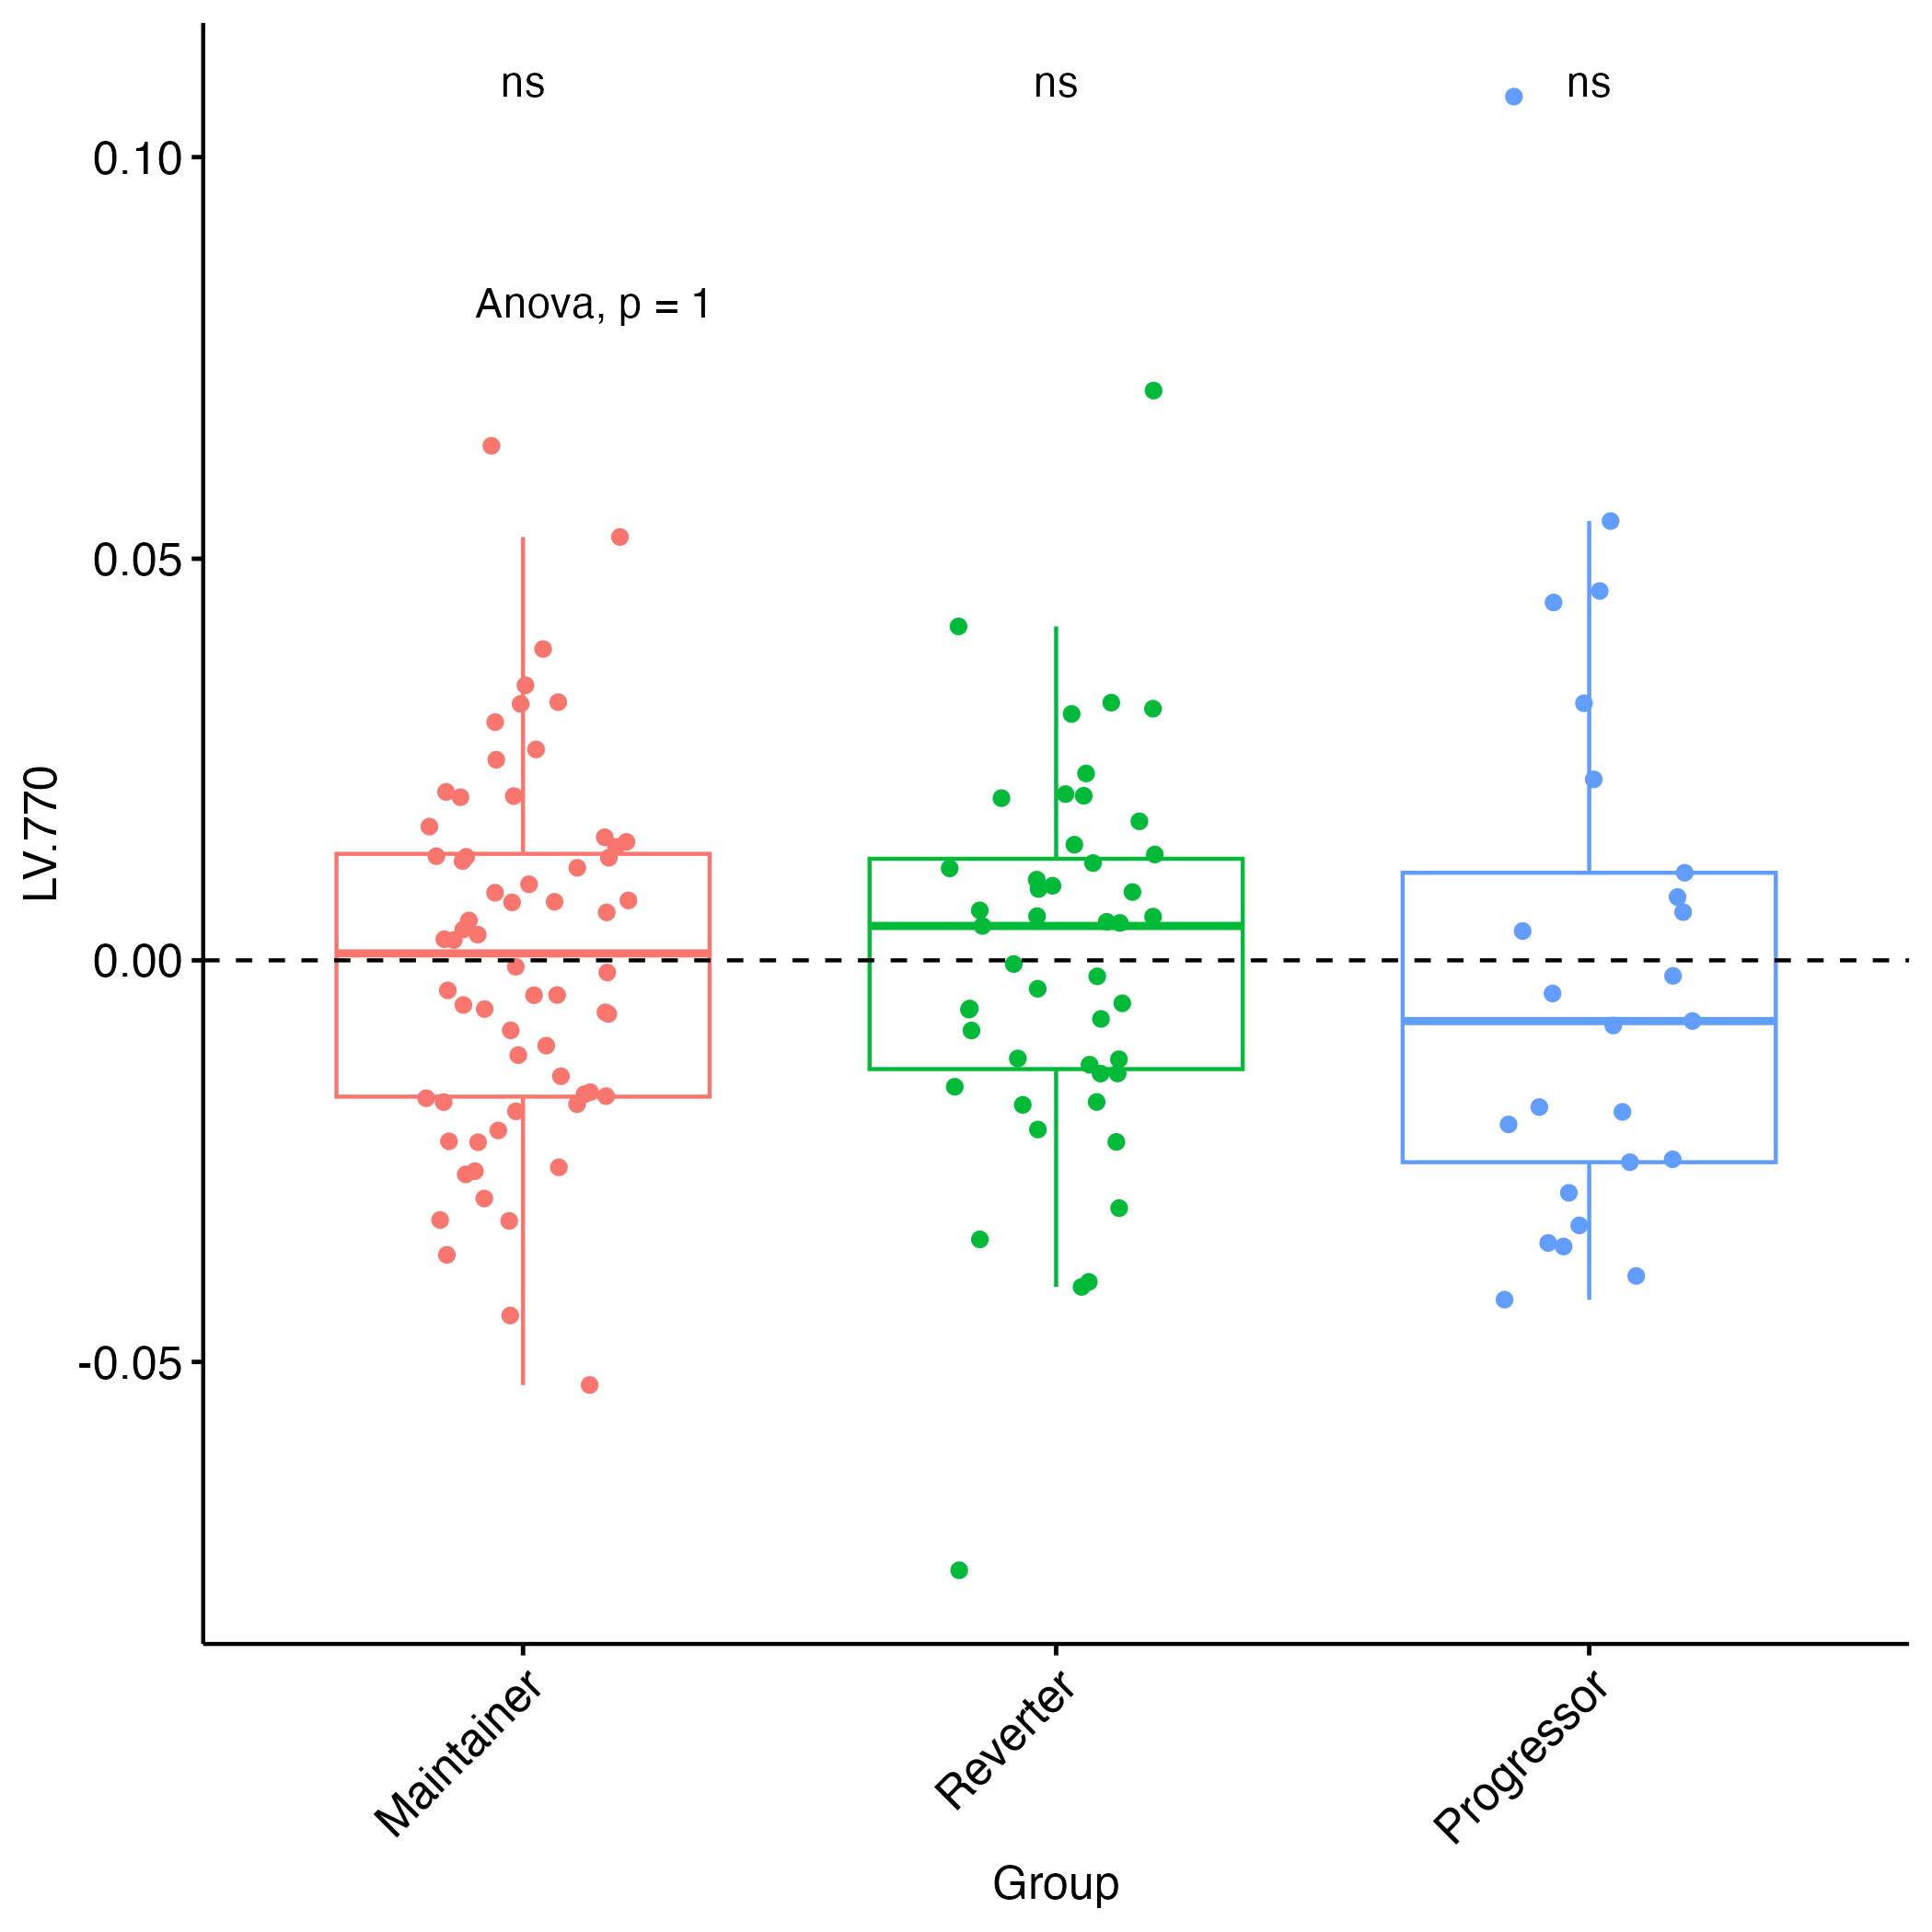 ns ns ns
0.10
Anova, p = 1
0.05
LV.770
0.00
-0.05
Maintainer Reverter Progressor
Group